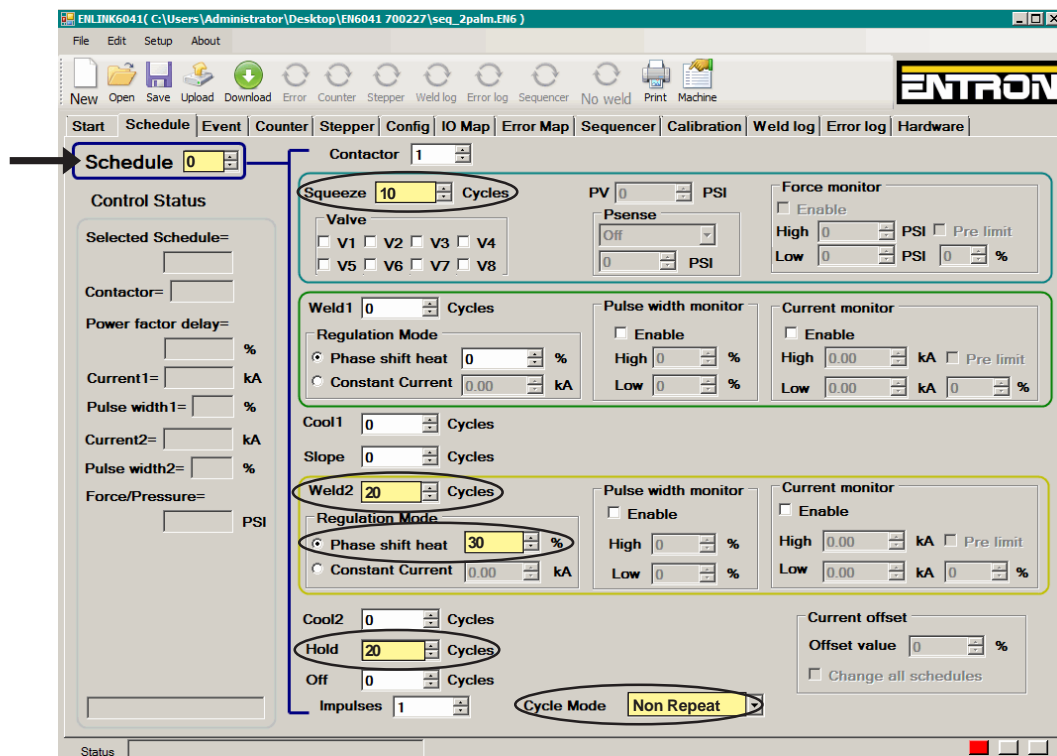 ENLINK6041( C:\Users\Administrator\Desktop\EN6041 700227\seq_2palm.EN6 )
File Edit Setup About
New Open Save Upload Download Error Counter Stepper Weld log Error log Sequencer No weld Print Machine
ENTRON
Start Schedule Event Counter Stepper Config IO Map Error Map Sequencer Calibration Weld log Error log Hardware
Schedule 0
Control Status
Selected Schedule=
Contactor=
Power factor delay=
%
Current1= kA
Pulse width1= %
Current2= kA
Pulse width2= %
Force/Pressure=
PSI
Contactor 1
Squeeze 10 Cycles
Valve
V1 V2 V3 V4
V5 V6 V7 V8
PV 0 PSI
Psense
Off
0 PSI
Force monitor
Enable
High 0 PSI Pre limit
Low 0 PSI 0 %
Weld1 0 Cycles
Regulation Mode
Phase shift heat 0 %
Constant Current 0.00 kA
Pulse width monitor
Enable
High 0 %
Low 0 %
Current monitor
Enable
High 0.00 kA Pre limit
Low 0.00 kA 0 %
Cool1 0 Cycles
Slope 0 Cycles
Weld2 20 Cycles
Regulation Mode
Phase shift heat 30 %
Constant Current 0.00 kA
Pulse width monitor
Enable
High 0 %
Low 0 %
Current monitor
Enable
High 0.00 kA Pre limit
Low 0.00 kA 0 %
Cool2 0 Cycles
Hold 20 Cycles
Off 0 Cycles
Impulses 1
Cycle Mode Non Repeat
Current offset
Offset value 0 %
Change all schedules
Status